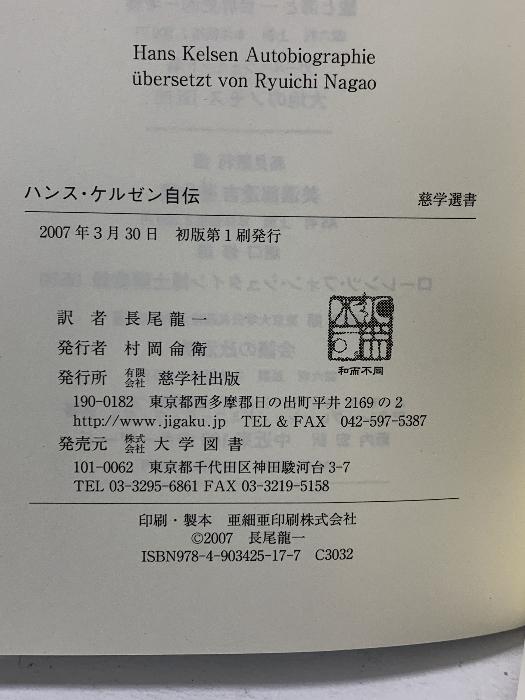 Hans Kelsen Autobiographie
übersetzt von Ryuichi Nagao
ハンス・ケルゼン自伝 慈学選書
2007年3月30日 初版第1刷発行
訳者 長尾龍一
発行者 村岡侖衛
発行所 有限会社 慈学社出版
190-0182 東京都西多摩郡日の出町平井2169の2
http://www.jigaku.jp TEL & FAX 042-597-5387
発売元 株式会社 大学図書
101-0062 東京都千代田区神田駿河台3-7
TEL 03-3295-6861 FAX 03-3219-5158
和而不同
印刷・製本 亜細亜印刷株式会社
©2007 長尾龍一
ISBN978-4-903425-17-7 C3032